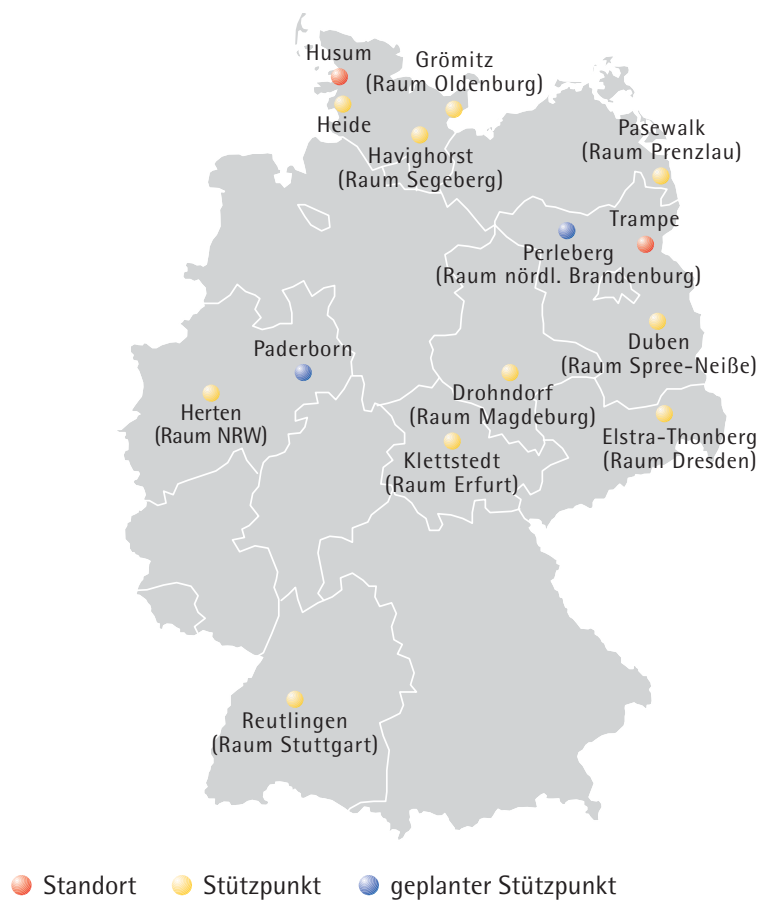 Husum
Grömitz
(Raum Oldenburg)
Heide
Havighorst
(Raum Segeberg)
Pasewalk
(Raum Prenzlau)
Trampe
Perleberg
(Raum nördl. Brandenburg)
Duben
(Raum Spree-Neiße)
Paderborn
Herten
(Raum NRW)
Drohndorf
(Raum Magdeburg)
Elstra-Thonberg
(Raum Dresden)
Klettstedt
(Raum Erfurt)
Reutlingen
(Raum Stuttgart)
Standort Stützpunkt geplanter Stützpunkt